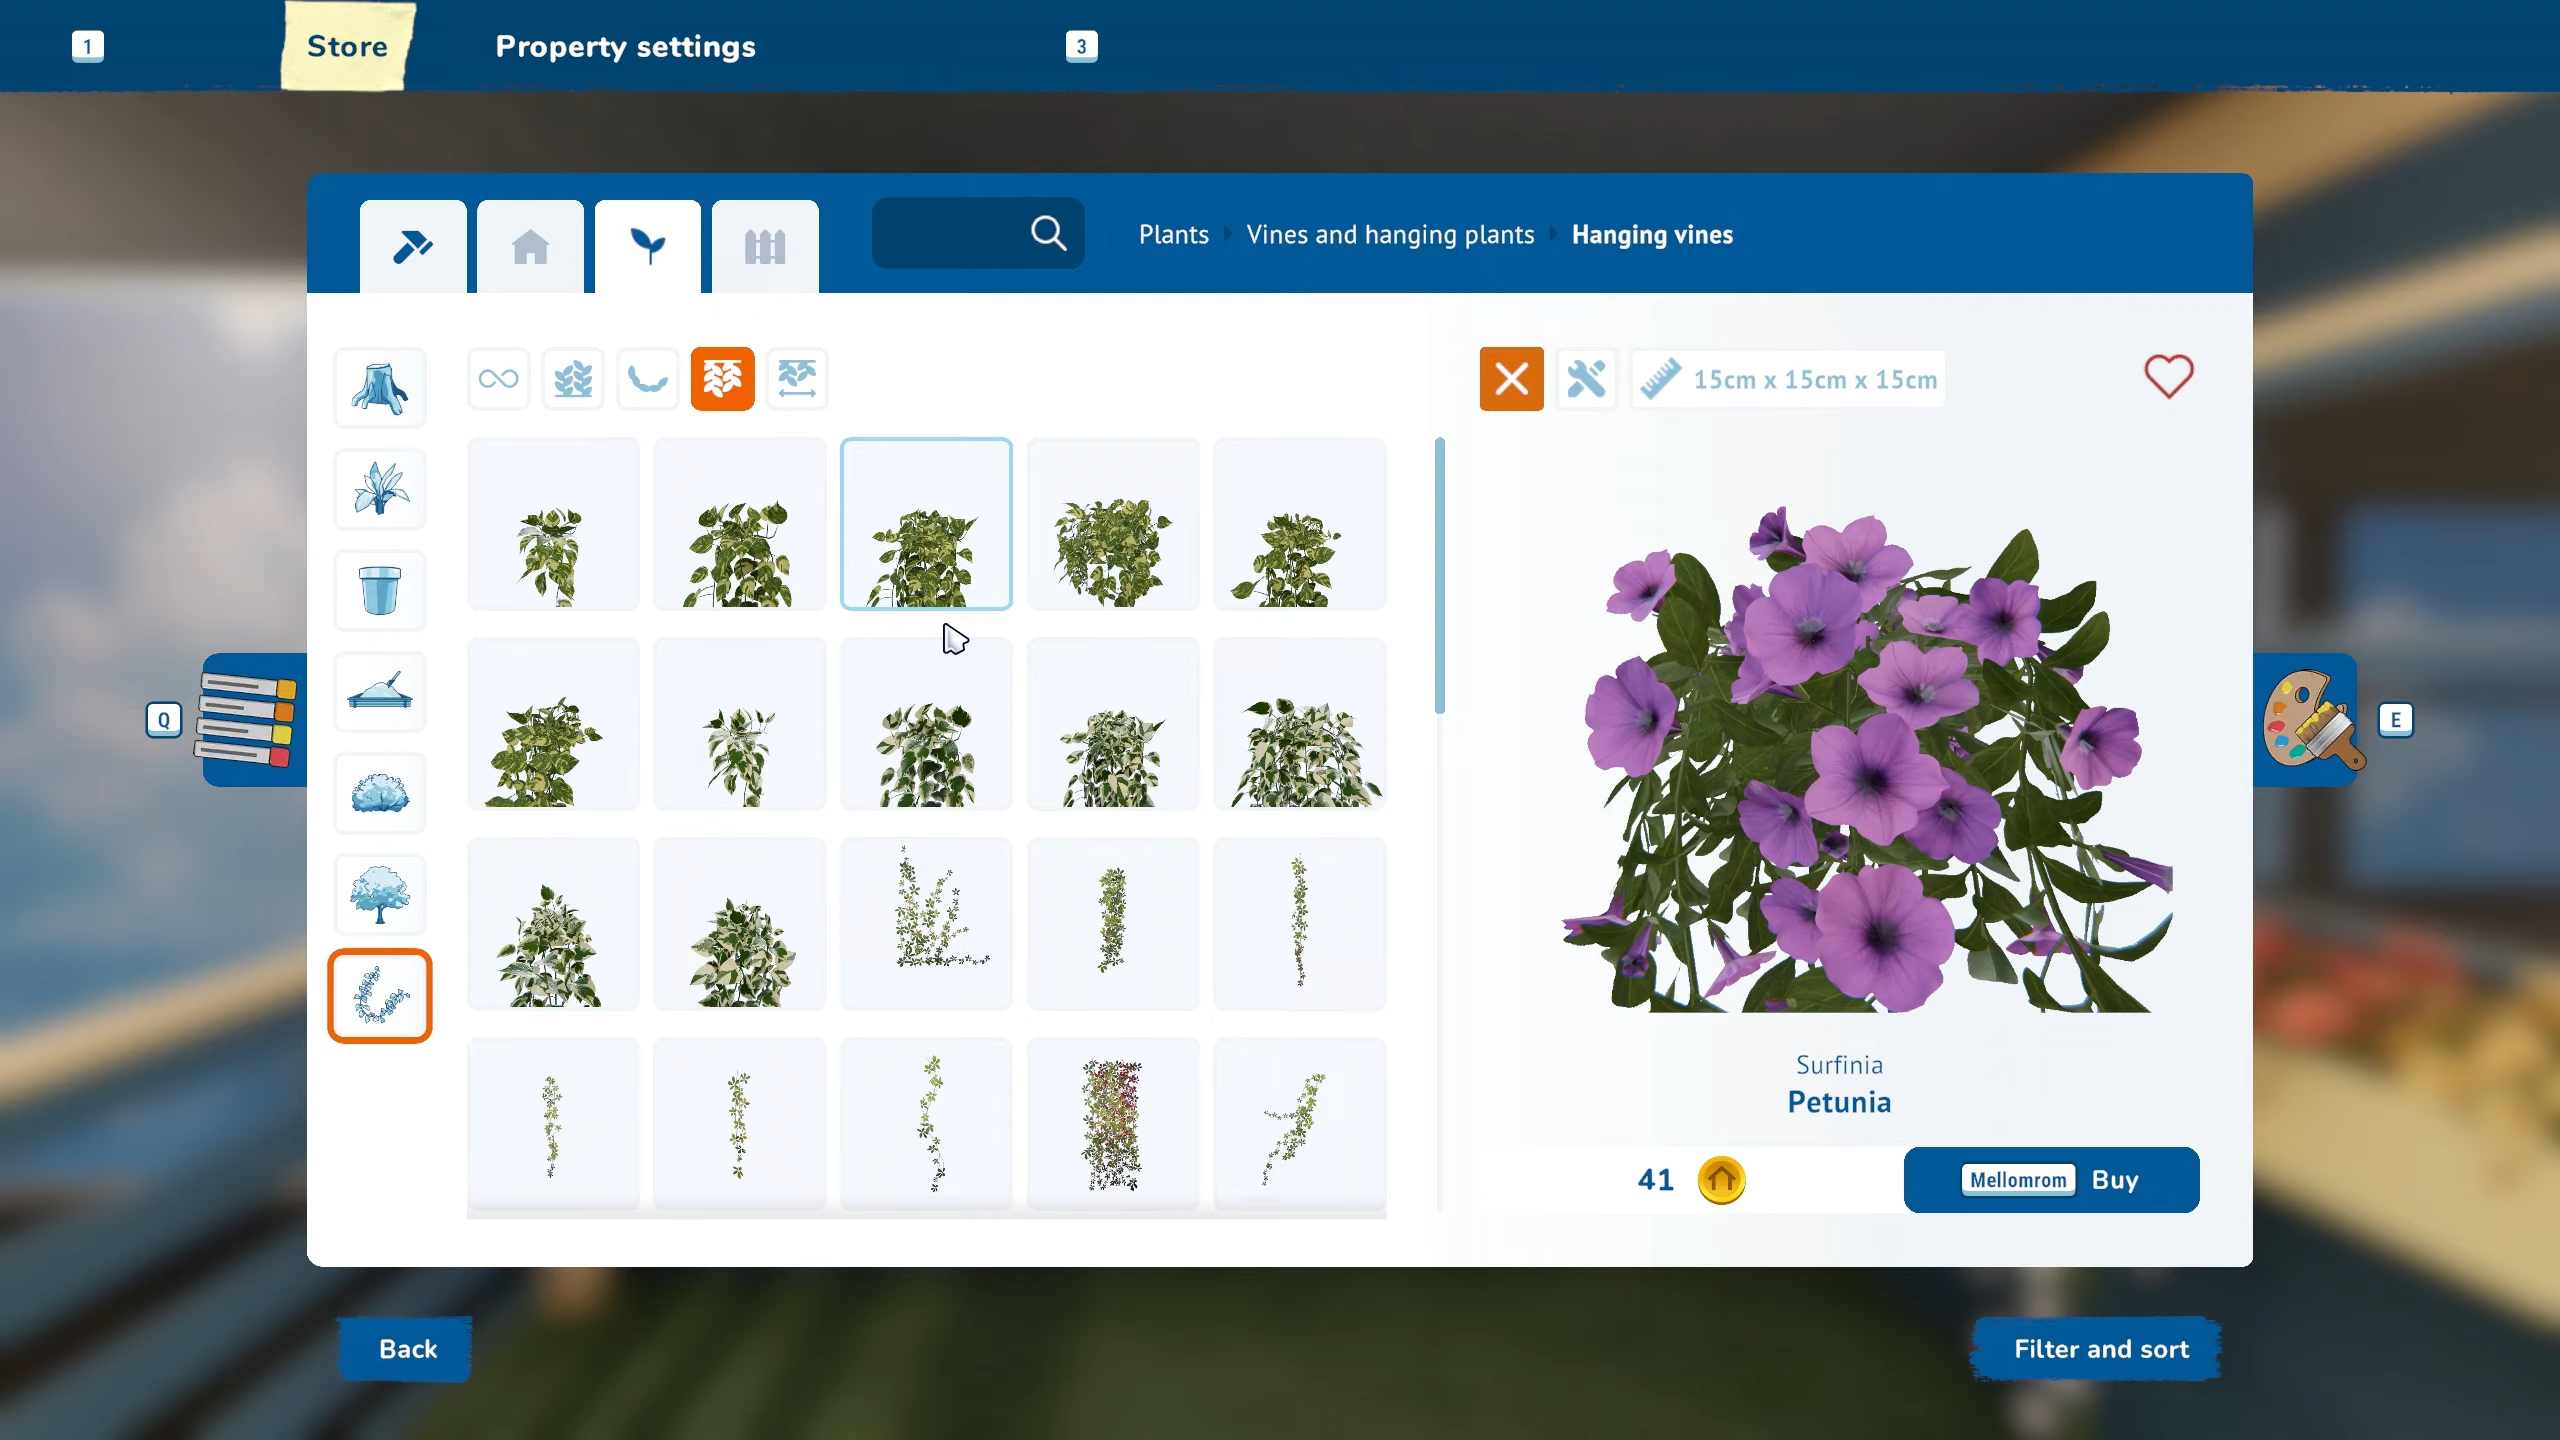 1
Store
Property settings
3
Plants
Vines and hanging plants
Hanging vines
15cm x 15cm x 15cm
Q
E
Surfinia
Petunia
41
Mellomrom
Buy
Back
Filter and sort